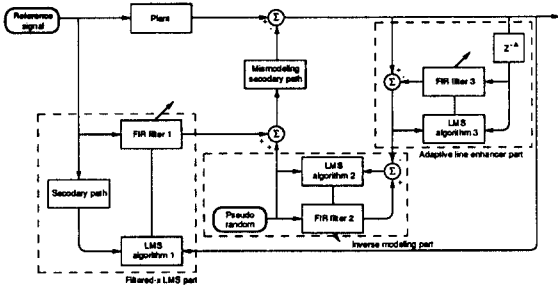 Reference
signal
Plant
Σ
+
-
Z⁻ᐞ
Mismodeling
secodary path
FIR filter 3
Σ
+
-
LMS
algorithm 3
Adaptive line enhancer part
FIR filter 1
Σ
+
+
LMS
algorithm 2
Σ
-
+
Secodary path
Pseudo
random
FIR filter 2
LMS
algorithm 1
Inverse modeling part
Filtered-x LMS part